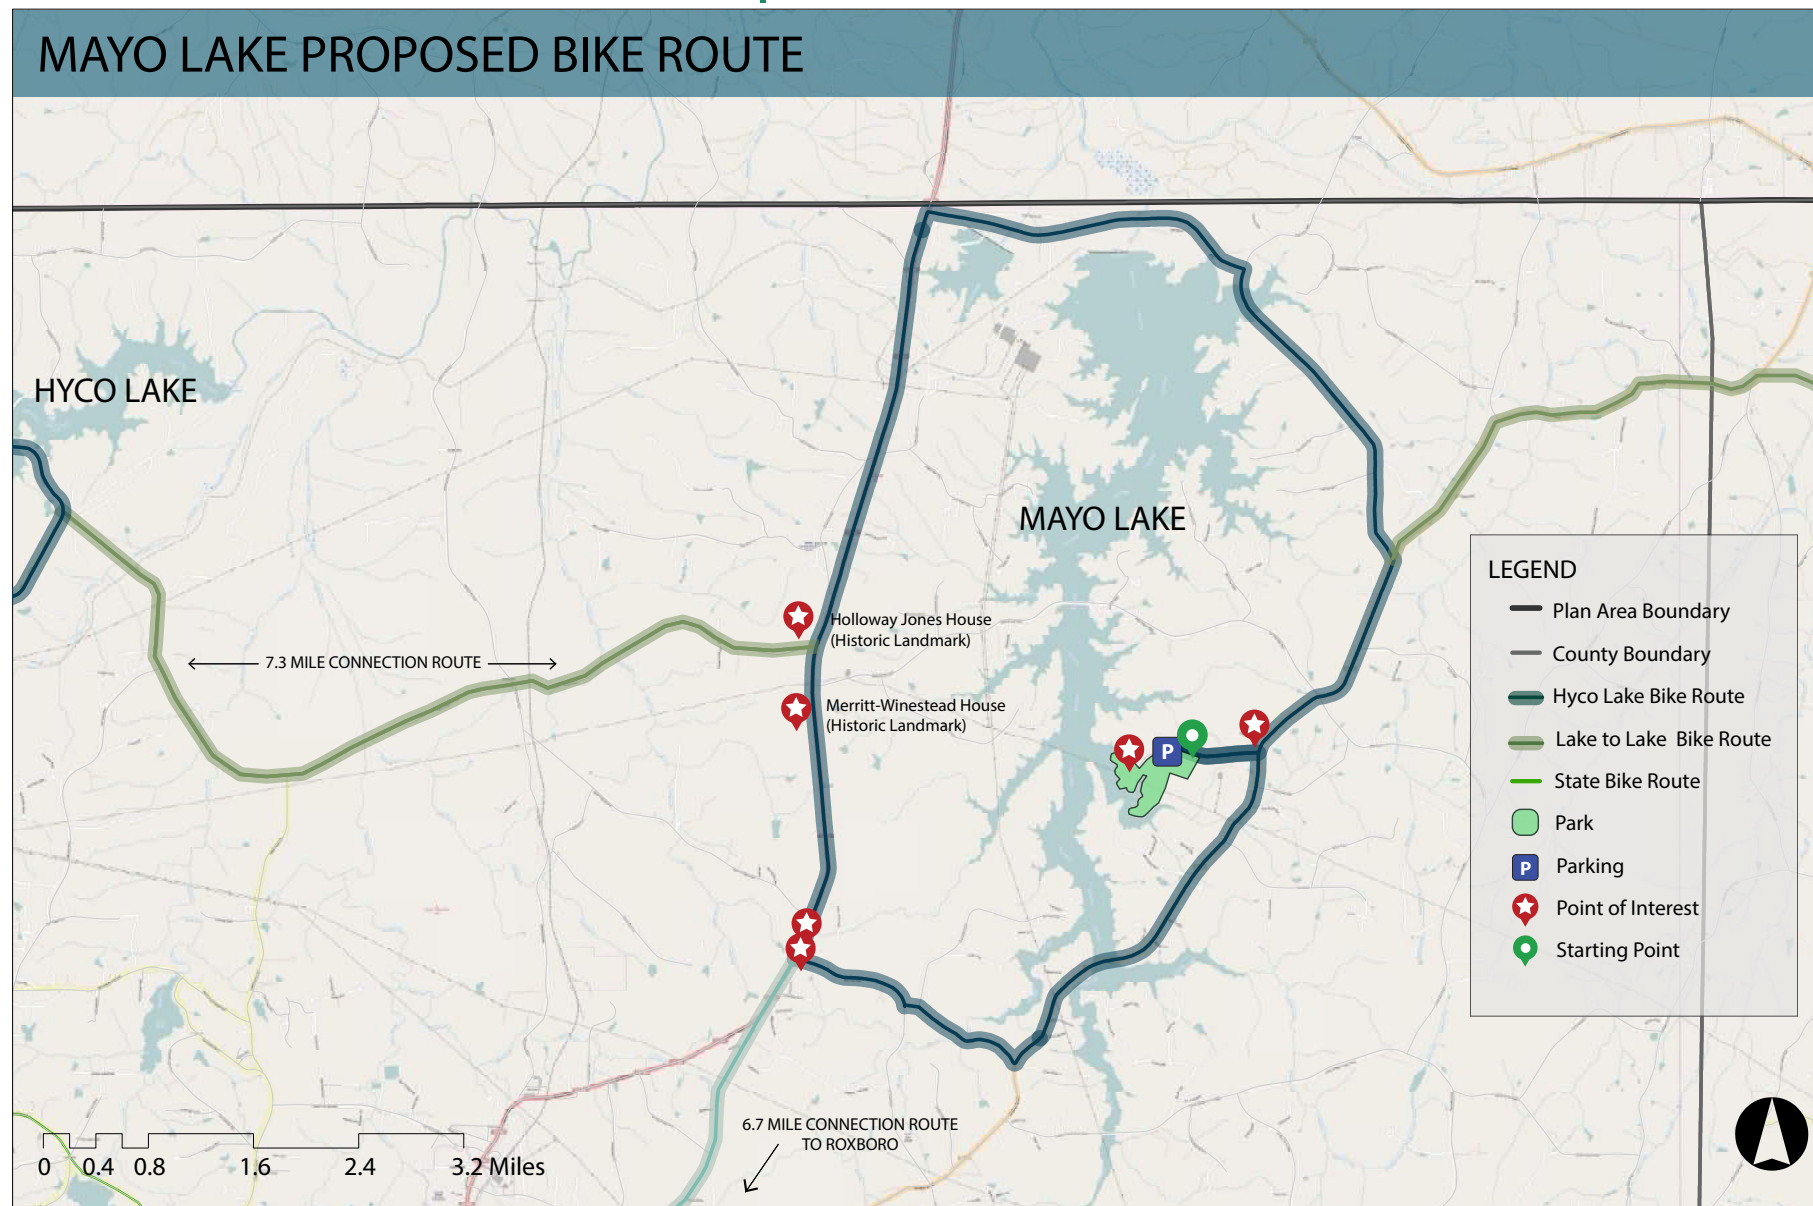 MAYO LAKE PROPOSED BIKE ROUTE
HYCO LAKE
MAYO LAKE
Holloway Jones House
(Historic Landmark)
7.3 MILE CONNECTION ROUTE
Merritt-Winestead House
(Historic Landmark)
P
LEGEND
Plan Area Boundary
County Boundary
Hyco Lake Bike Route
Lake to Lake Bike Route
State Bike Route
Park
P
Parking
Point of Interest
Starting Point
6.7 MILE CONNECTION ROUTE
TO ROXBORO
0 0.4 0.8 1.6 2.4 3.2 Miles